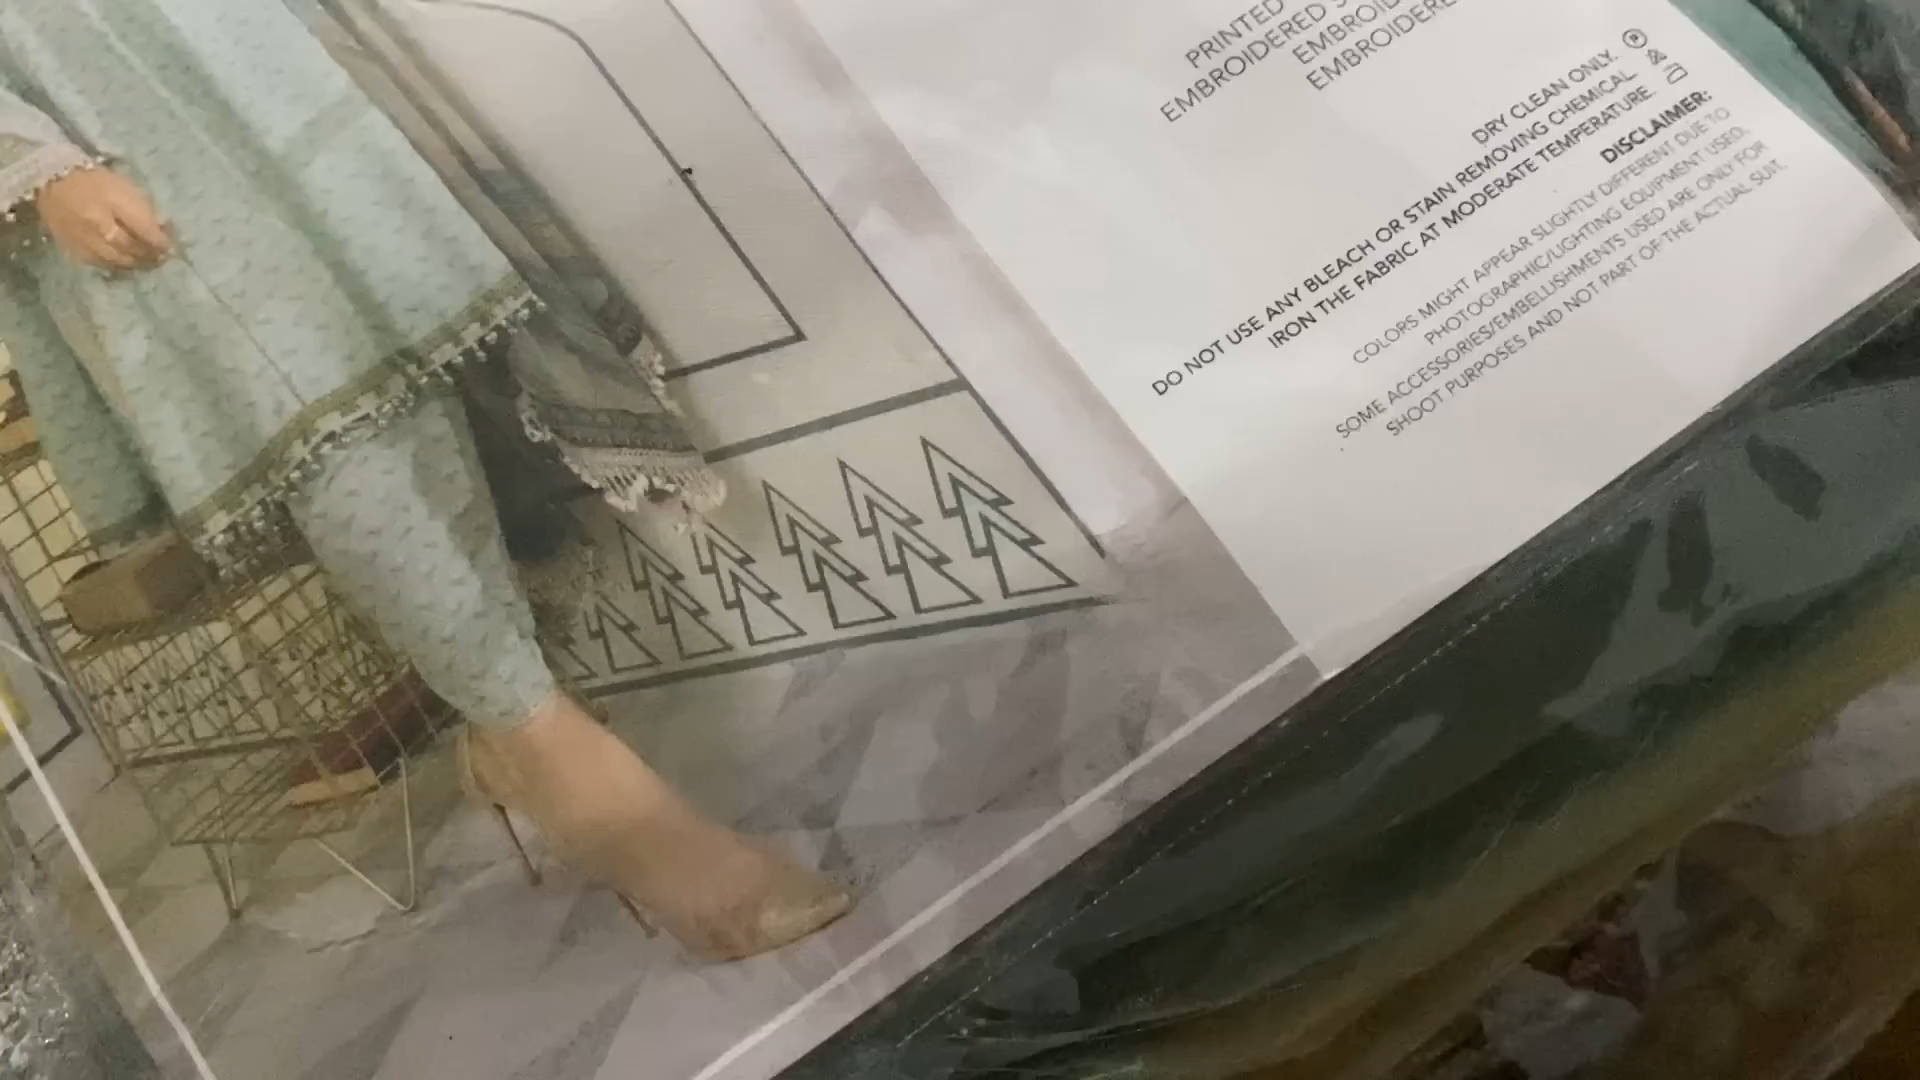 PRINTED
EMBROIDERED
EMBROID
EMBROIDERE
DRY CLEAN ONLY. P
DO NOT USE ANY BLEACH OR STAIN REMOVING CHEMICAL.
IRON THE FABRIC AT MODERATE TEMPERATURE.
DISCLAIMER:
COLORS MIGHT APPEAR SLIGHTLY DIFFERENT DUE TO
PHOTOGRAPHIC/LIGHTING EQUIPMENT USED.
SOME ACCESSORIES/EMBELLISHMENTS USED ARE ONLY FOR
SHOOT PURPOSES AND NOT PART OF THE ACTUAL SUIT.